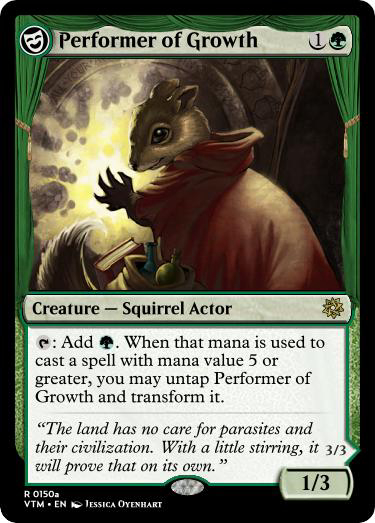 Performer of Growth 1
Creature — Squirrel Actor
: Add . When that mana is used to
cast a spell with mana value 5 or
greater, you may untap Performer of
Growth and transform it.
“The land has no care for parasites and
their civilization. With a little stirring, it
will prove that on its own.”
3/3
1/3
R 0150a
VTM • EN Jessica Oyenhart